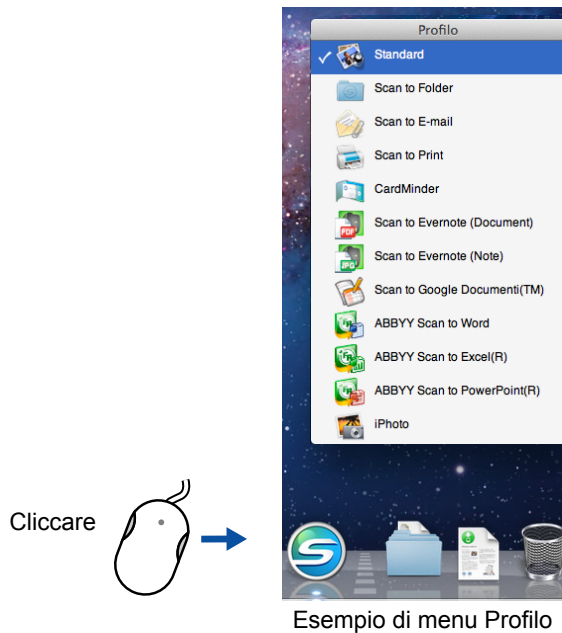 Profilo
Standard
Scan to Folder
Scan to E-mail
Scan to Print
CardMinder
Scan to Evernote (Document)
Scan to Evernote (Note)
Scan to Google Documenti(TM)
ABBYY Scan to Word
ABBYY Scan to Excel(R)
ABBYY Scan to PowerPoint(R)
iPhoto
Cliccare
Esempio di menu Profilo